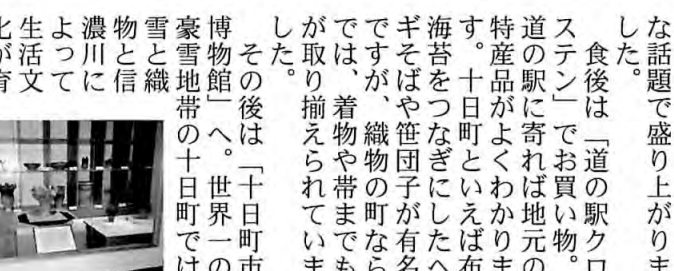 な話題で盛り上がりま
した。
食後は「道の駅クロ
ステン」でお買い物。
道の駅に寄れば地元の
特産品がよくわかりま
す。十日町といえば布
海苔をつなぎにしたヘ
ギそばや笹団子が有名
ですが、織物の町なら
では、着物や帯までも
が取り揃えられていま
した。
その後は「十日町市
博物館」へ。世界一の
豪雪地帯の十日町では
雪と織
物と信
濃川に
よって
生活文
化が育